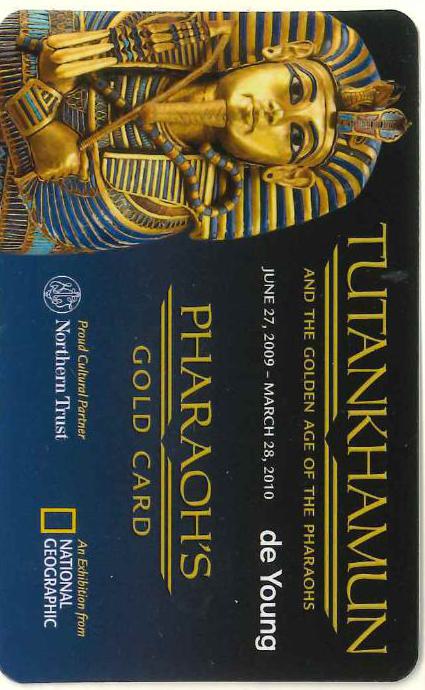 TUTANKHAMUN
AND THE GOLDEN AGE OF THE PHARAOHS
JUNE 27, 2009 – MARCH 28, 2010 de Young
PHARAOH'S
GOLD CARD
Proud Cultural Partner
Northern Trust
An Exhibition from
NATIONAL
GEOGRAPHIC